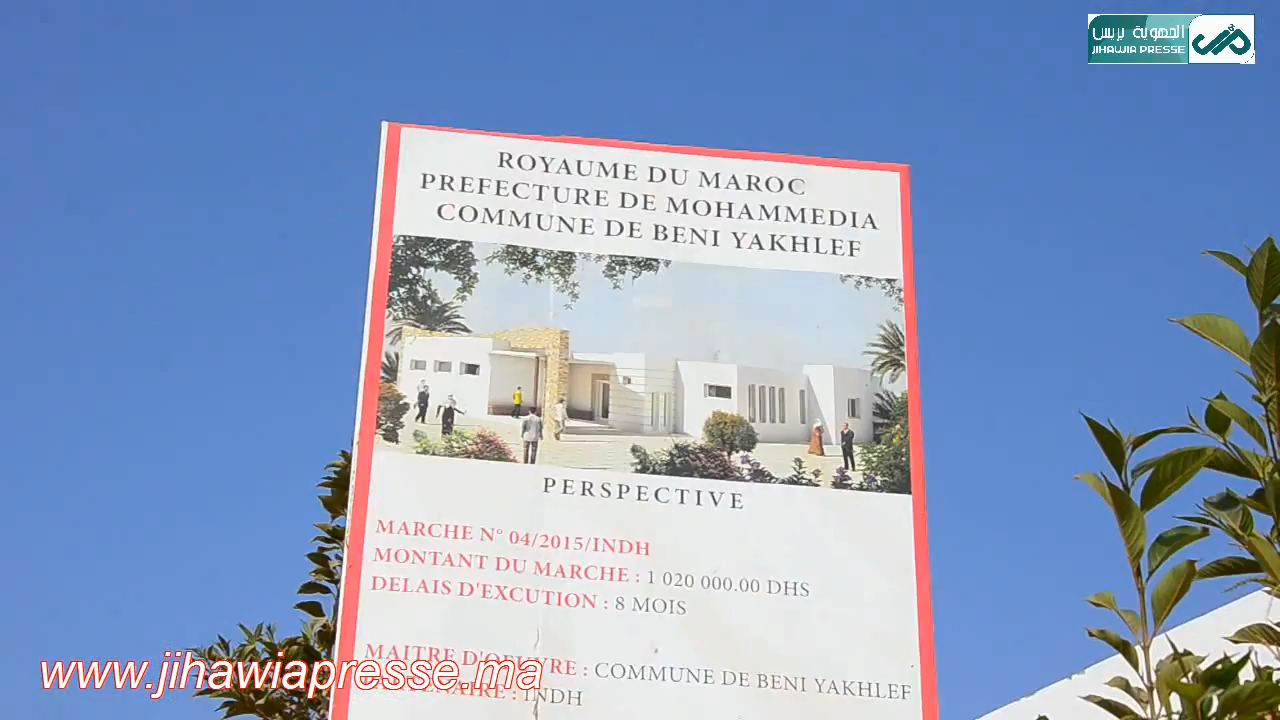 الجهوية بريس
JIHAWIA PRESSE
ROYAUME DU MAROC
PREFECTURE DE MOHAMMEDIA
COMMUNE DE BENI YAKHLEF
PERSPECTIVE
MARCHE N° 04/2015/INDH
MONTANT DU MARCHE : 1 020 000.00 DHS
DELAIS D'EXCUTION : 8 MOIS
MAITRE D'OEUVRE : COMMUNE DE BENI YAKHLEF
: INDH
www.jihawiapresse.ma